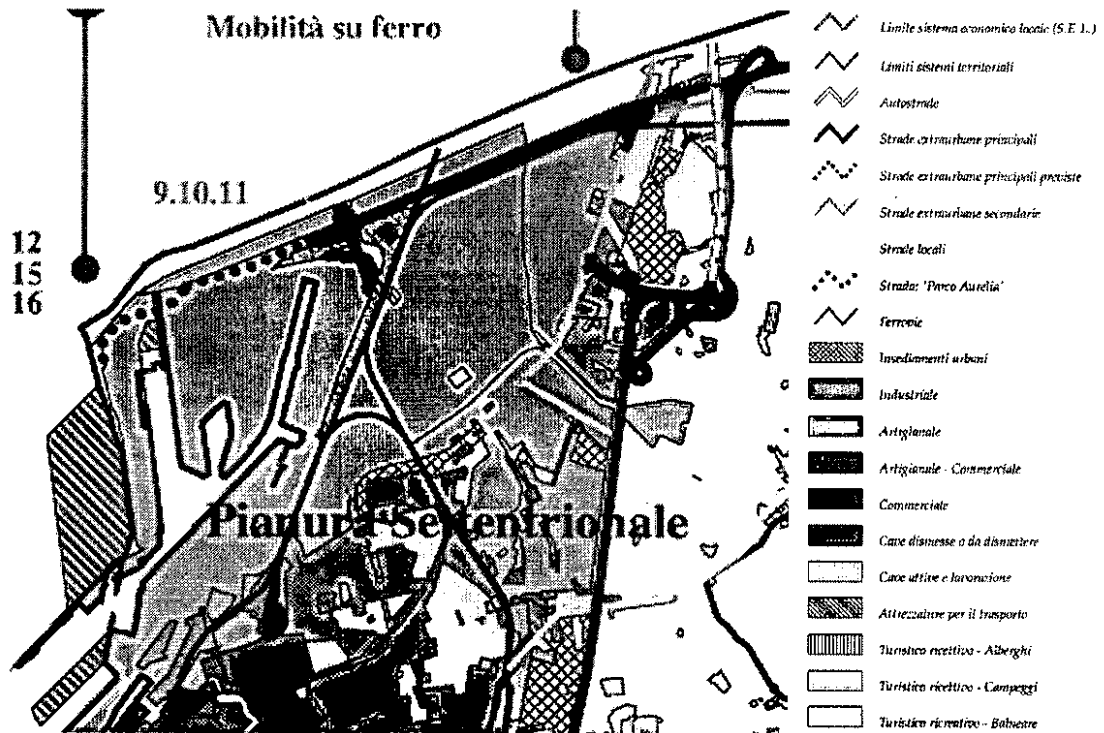 Mobilità su ferro
9.10.11
12
15
16
Pianura Settentrionale
Limite sistema economico locale (S.E.L.)
Limiti sistemi territoriali
Autostrade
Strade extraurbane principali
Strade extraurbane principali previste
Strade extraurbane secondarie
Strade locali
Strada: "Parco Aurelia"
Ferrovie
Insediamenti urbani
Industriale
Artigianale
Artigianale - Commerciale
Commerciale
Cave dismesse o da dismettere
Cave attive e lavorazione
Attrezzature per il trasporto
Turistico ricettivo - Alberghi
Turistico ricettivo - Campeggi
Turistico ricreativo - Balneare